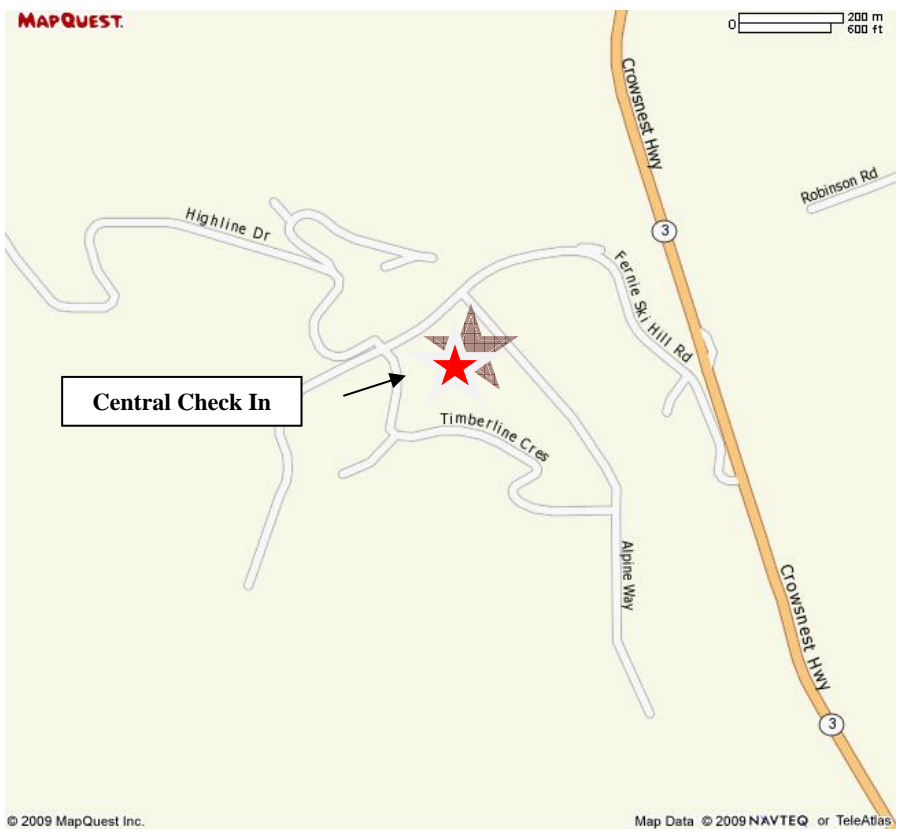 MAPQUEST.
0
200 m
600 ft
Crowsnest Hwy
Robinson Rd
Highline Dr
3
Fernie Ski Hill Rd
Central Check In
Timberline Cres
Alpine Way
Crowsnest Hwy
3
© 2009 MapQuest Inc.
Map Data © 2009 NAVTEQ or TeleAtlas